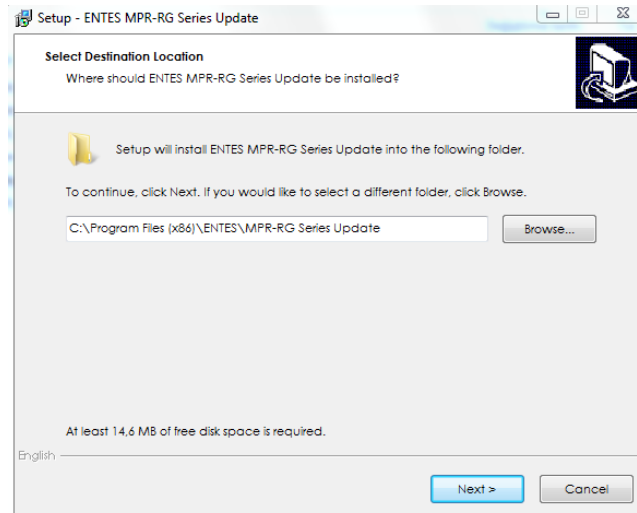 Setup - ENTES MPR-RG Series Update
Select Destination Location
Where should ENTES MPR-RG Series Update be installed?
Setup will install ENTES MPR-RG Series Update into the following folder.
To continue, click Next. If you would like to select a different folder, click Browse.
C:\Program Files (x86)\ENTES\MPR-RG Series Update
Browse...
At least 14,6 MB of free disk space is required.
English
Next >
Cancel